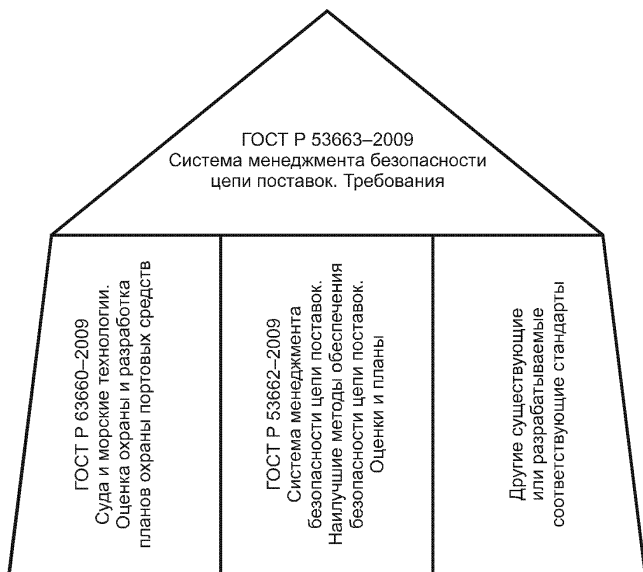 ГОСТ Р 53663–2009
Система менеджмента безопасности
цепи поставок. Требования
ГОСТ Р 63660–2009
Суда и морские технологии.
Оценка охраны и разработка
планов охраны портовых средств
ГОСТ Р 53662–2009
Система менеджмента
безопасности цепи поставок.
Наилучшие методы обеспечения
безопасности цепи поставок.
Оценки и планы
Другие существующие
или разрабатываемые
соответствующие стандарты